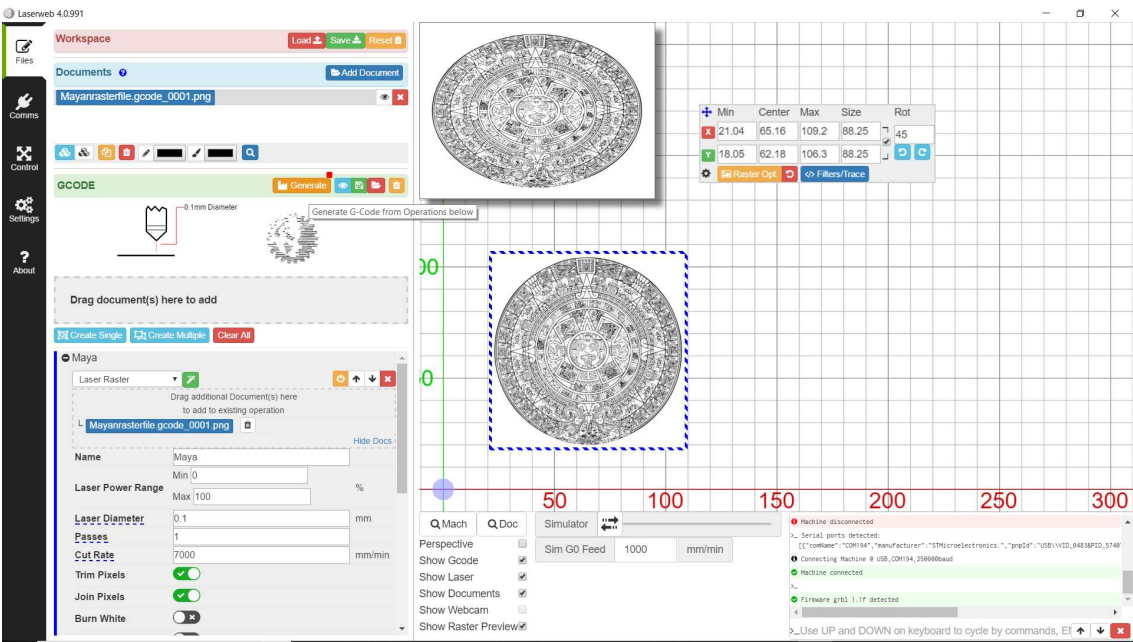 Laserweb 4.0.991
Files
Comms
Control
Settings
?
About
Workspace
Load
Save
Reset
Documents
Add Document
Mayanrasterfile.gcode_0001.png
GCODE
Generate
Generate G-Code from Operations below
0.1mm Diameter
Drag document(s) here to add
Create Single
Create Multiple
Clear All
Maya
Laser Raster
Drag additional Document(s) here
to add to existing operation
Mayanrasterfile.gcode_0001.png
Hide Docs
Name Maya
Laser Power Range Min 0
Max 100 %
Laser Diameter 0.1 mm
Passes 1
Cut Rate 7000 mm/min
Trim Pixels
Join Pixels
Burn White
Min Center Max Size Rot
X 21.04 65.16 109.2 88.25 45
Y 18.05 62.18 106.3 88.25
Raster Opt.
Filters/Trace
00
0
50 100 150 200 250 300
Mach
Doc
Simulator
Perspective
Sim G0 Feed 1000 mm/min
Show Gcode
Show Laser
Show Documents
Show Webcam
Show Raster Preview
Machine disconnected
Serial ports detected:
[{"comName":"COM194","manufacturer":"STMicroelectronics.","pnpId":"USB\\VID_0483&PID_5740
Connecting Machine @ USB,COM194,250000baud
Machine connected
Firmware grbl 1.1f detected
Use UP and DOWN on keyboard to cycle by commands,